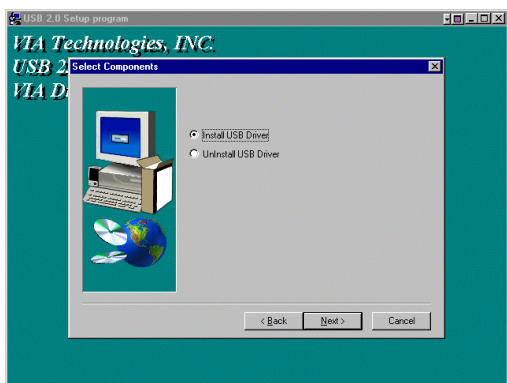 USB 2.0 Setup program
VIA Technologies, INC.
USB 2
Select Components
VIA D
Install USB Driver
UnInstall USB Driver
< Back
Next >
Cancel